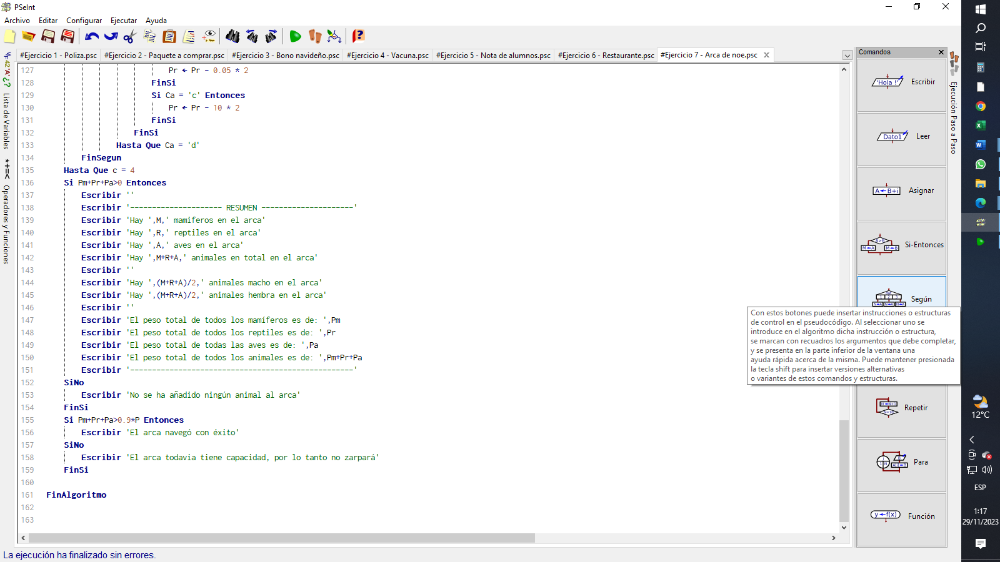 PSeInt
Archivo Editar Configurar Ejecutar Ayuda
#Ejercicio 1 - Poliza.psc #Ejercicio 2 - Paquete a comprar.psc #Ejercicio 3 - Bono navideño.psc #Ejercicio 4 - Vacuna.psc #Ejercicio 5 - Nota de alumnos.psc #Ejercicio 6 - Restaurante.psc #Ejercicio 7 - Arca de noe.psc
Lista de Variables
Operadores y Funciones
127 Pr ← Pr - 0.05 * 2
128 FinSi
129 Si Ca = 'c' Entonces
130 Pr ← Pr - 10 * 2
131 FinSi
132 FinSi
133 Hasta Que Ca = 'd'
134 FinSegun
135 Hasta Que c = 4
136 Si Pm+Pr+Pa>0 Entonces
137 Escribir ''
138 Escribir '--------------------- RESUMEN ---------------------'
139 Escribir 'Hay ',M,' mamiferos en el arca'
140 Escribir 'Hay ',R,' reptiles en el arca'
141 Escribir 'Hay ',A,' aves en el arca'
142 Escribir 'Hay ',M+R+A,' animales en total en el arca'
143 Escribir ''
144 Escribir 'Hay ',(M+R+A)/2,' animales macho en el arca'
145 Escribir 'Hay ',(M+R+A)/2,' animales hembra en el arca'
146 Escribir ''
147 Escribir 'El peso total de todos los mamíferos es de: ',Pm
148 Escribir 'El peso total de todos los reptiles es de: ',Pr
149 Escribir 'El peso total de todas las aves es de: ',Pa
150 Escribir 'El peso total de todos los animales es de: ',Pm+Pr+Pa
151 Escribir '---------------------------------------------------'
152 SiNo
153 Escribir 'No se ha añadido ningún animal al arca'
154 FinSi
155 Si Pm+Pr+Pa>0.9*P Entonces
156 Escribir 'El arca navegó con éxito'
157 SiNo
158 Escribir 'El arca todavia tiene capacidad, por lo tanto no zarpará'
159 FinSi
160
161 FinAlgoritmo
162
163
Comandos
'Hola !' Escribir
Dato1 Leer
A←B+i Asignar
A>B M←A M←B Si-Entonces
Según
Con estos botones puede insertar instrucciones o estructuras
de control en el pseudocódigo. Al seleccionar uno se
introduce en el algoritmo dicha instrucción o estructura,
se marcan con recuadros los argumentos que debe completar,
y se presenta en la parte inferior de la ventana una
ayuda rápida acerca de la misma. Puede mantener presionada
la tecla shift para insertar versiones alternativas
o variantes de estos comandos y estructuras.
Repetir
Para
y←f(x) Función
Ejecución Paso a Paso
12°C
ESP
1:17
29/11/2023
La ejecución ha finalizado sin errores.